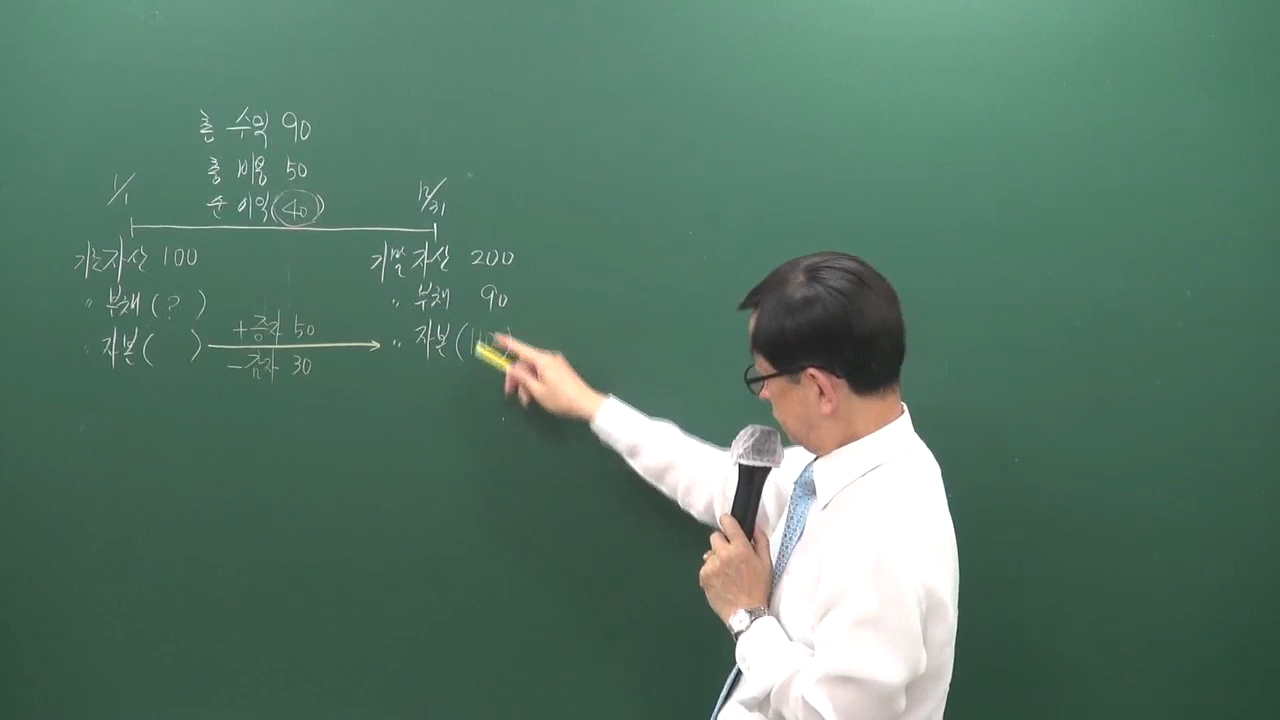 총 수익 90
총 비용 50
순 이익(40)
1/1
12/31
기초자산 100
기말 자산 200
〃 부채 ( ? )
〃 부채 90
〃 자본 ( )
+증자 50
-감자 30
〃 자본 (